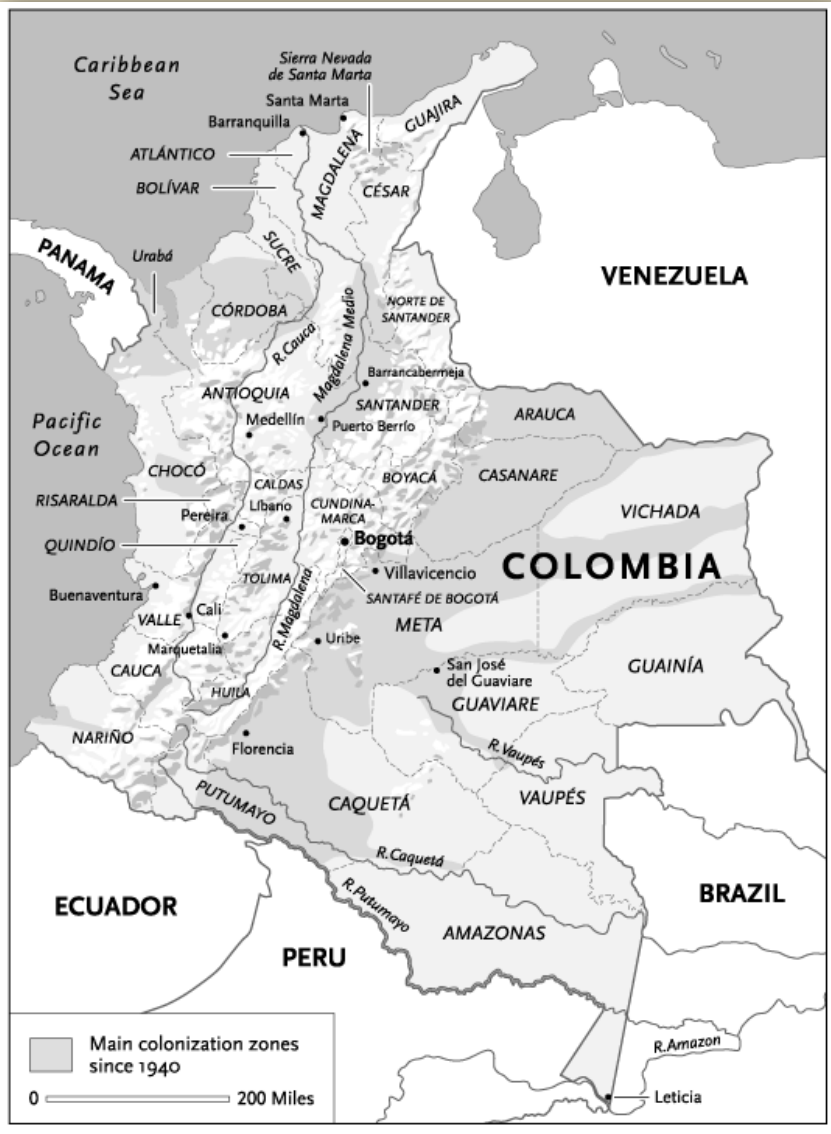 Caribbean
Sea
Sierra Nevada
de Santa Marta
Santa Marta
Barranquilla
GUAJIRA
ATLÁNTICO
MAGDALENA
BOLÍVAR
CÉSAR
PANAMA
Urabá
SUCRE
VENEZUELA
CÓRDOBA
NORTE DE
SANTANDER
R. Cauca
Magdalena Medio
Barrancabermeja
ANTIOQUIA
SANTANDER
ARAUCA
Pacific
Ocean
Medellín
Puerto Berrío
CHOCÓ
BOYACÁ
CASANARE
RISARALDA
CALDAS
Líbano
CUNDINA-
MARCA
VICHADA
Pereira
QUINDÍO
Bogotá
COLOMBIA
Buenaventura
TOLIMA
Villavicencio
SANTAFÉ DE BOGOTÁ
VALLE
Cali
R. Magdalena
META
Marquetalia
Uribe
CAUCA
San José
del Guaviare
GUAINÍA
HUILA
GUAVIARE
NARIÑO
Florencia
R. Vaupés
PUTUMAYO
CAQUETÁ
VAUPÉS
R. Caquetá
R. Putumayo
ECUADOR
BRAZIL
AMAZONAS
PERU
Main colonization zones
since 1940
R. Amazon
0 200 Miles
Leticia